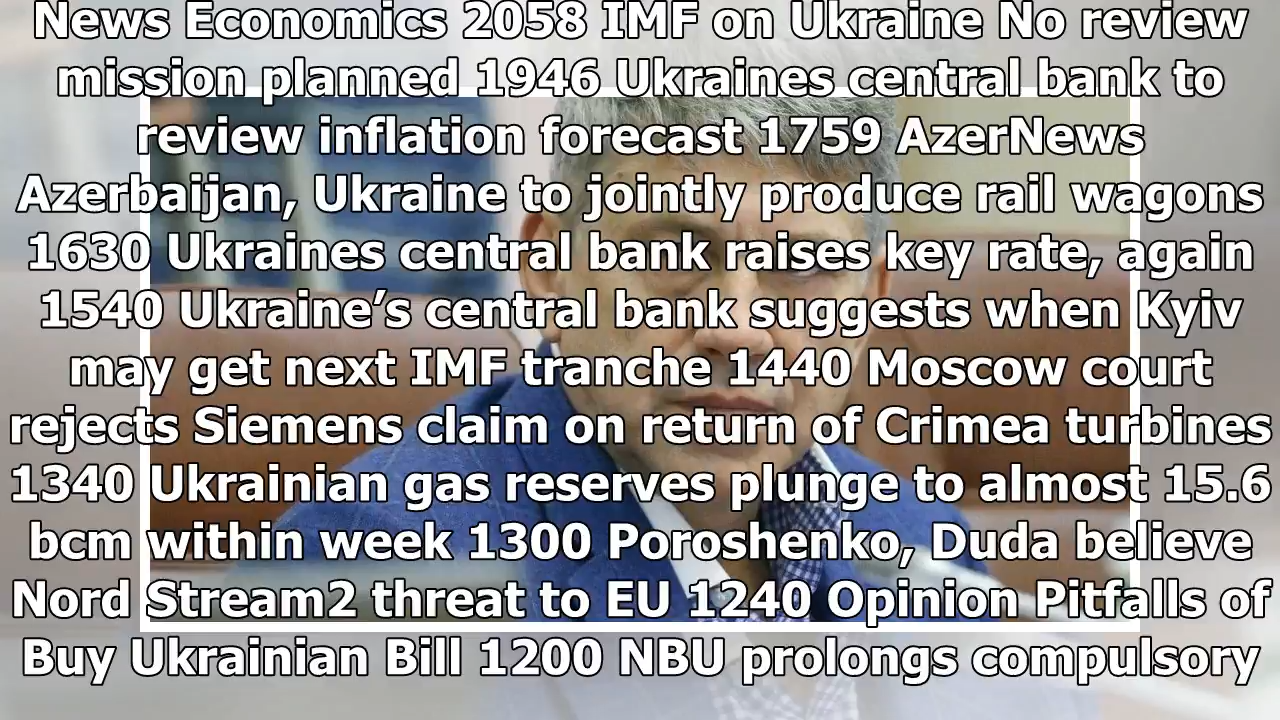 News Economics 2058 IMF on Ukraine No review
mission planned 1946 Ukraines central bank to
review inflation forecast 1759 AzerNews
Azerbaijan, Ukraine to jointly produce rail wagons
1630 Ukraines central bank raises key rate, again
1540 Ukraine’s central bank suggests when Kyiv
may get next IMF tranche 1440 Moscow court
rejects Siemens claim on return of Crimea turbines
1340 Ukrainian gas reserves plunge to almost 15.6
bcm within week 1300 Poroshenko, Duda believe
Nord Stream2 threat to EU 1240 Opinion Pitfalls of
Buy Ukrainian Bill 1200 NBU prolongs compulsory